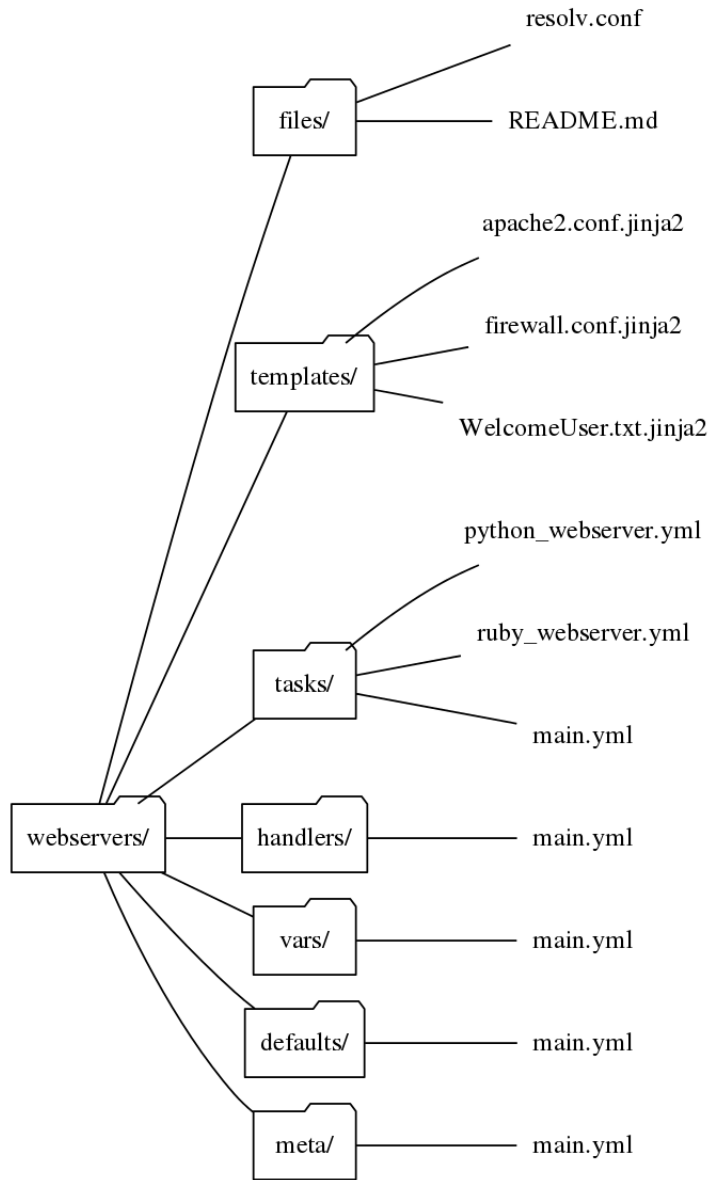 resolv.conf
files/
README.md
apache2.conf.jinja2
firewall.conf.jinja2
templates/
WelcomeUser.txt.jinja2
python_webserver.yml
ruby_webserver.yml
tasks/
main.yml
webservers/
handlers/
main.yml
vars/
main.yml
defaults/
main.yml
meta/
main.yml